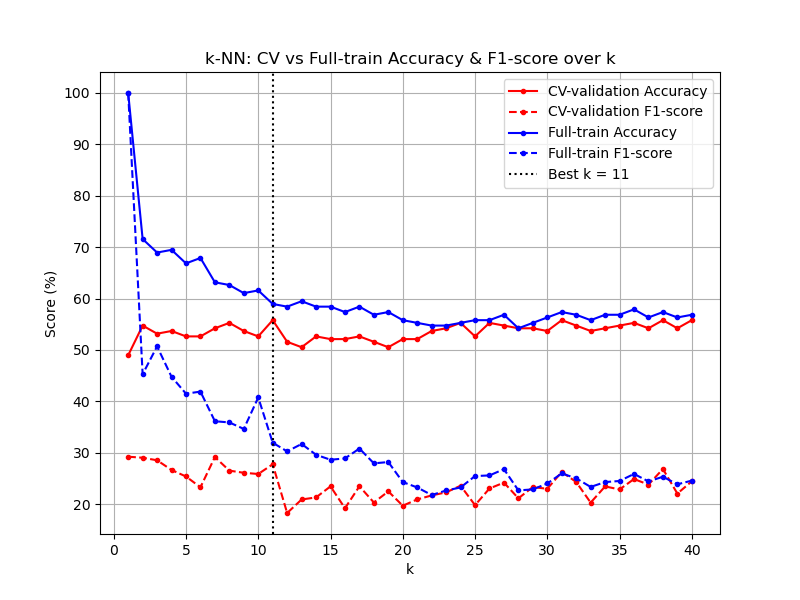 k-NN: CV vs Full-train Accuracy & F1-score over k
Score (%)
100
90
80
70
60
50
40
30
20
CV-validation Accuracy
CV-validation F1-score
Full-train Accuracy
Full-train F1-score
Best k = 11
0 5 10 15 20 25 30 35 40
k